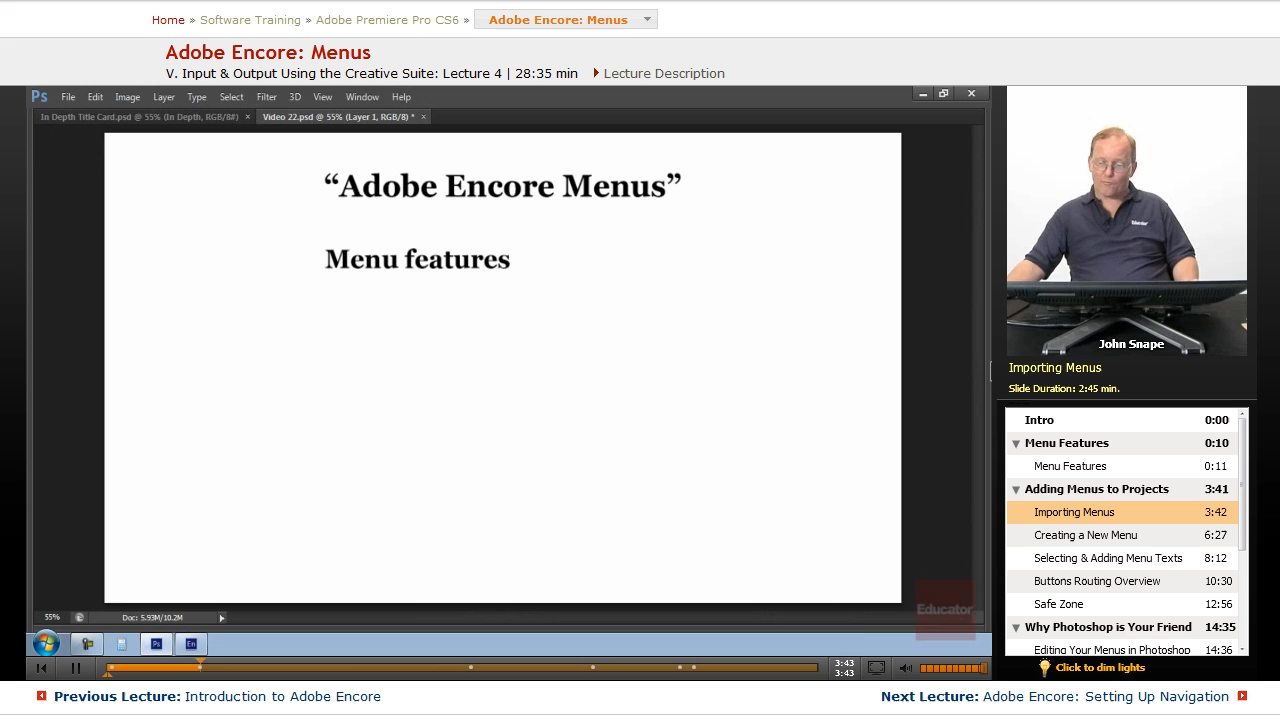 Home » Software Training » Adobe Premiere Pro CS6 » Adobe Encore: Menus
Adobe Encore: Menus
V. Input & Output Using the Creative Suite: Lecture 4 | 28:35 min Lecture Description
Ps File Edit Image Layer Type Select Filter 3D View Window Help
In Depth Title Card.psd @ 55% (In Depth, RGB/8#) × Video 22.psd @ 55% (Layer 1, RGB/8) * ×
“Adobe Encore Menus”
Menu features
Educator
55% Doc: 5.93M/10.2M
Ps En
3:43
3:43
Educator
John Snape
Importing Menus
Slide Duration: 2:45 min.
Intro 0:00
Menu Features 0:10
Menu Features 0:11
Adding Menus to Projects 3:41
Importing Menus 3:42
Creating a New Menu 6:27
Selecting & Adding Menu Texts 8:12
Buttons Routing Overview 10:30
Safe Zone 12:56
Why Photoshop is Your Friend 14:35
Editing Your Menus in Photoshop 14:36
Click to dim lights
Previous Lecture: Introduction to Adobe Encore
Next Lecture: Adobe Encore: Setting Up Navigation